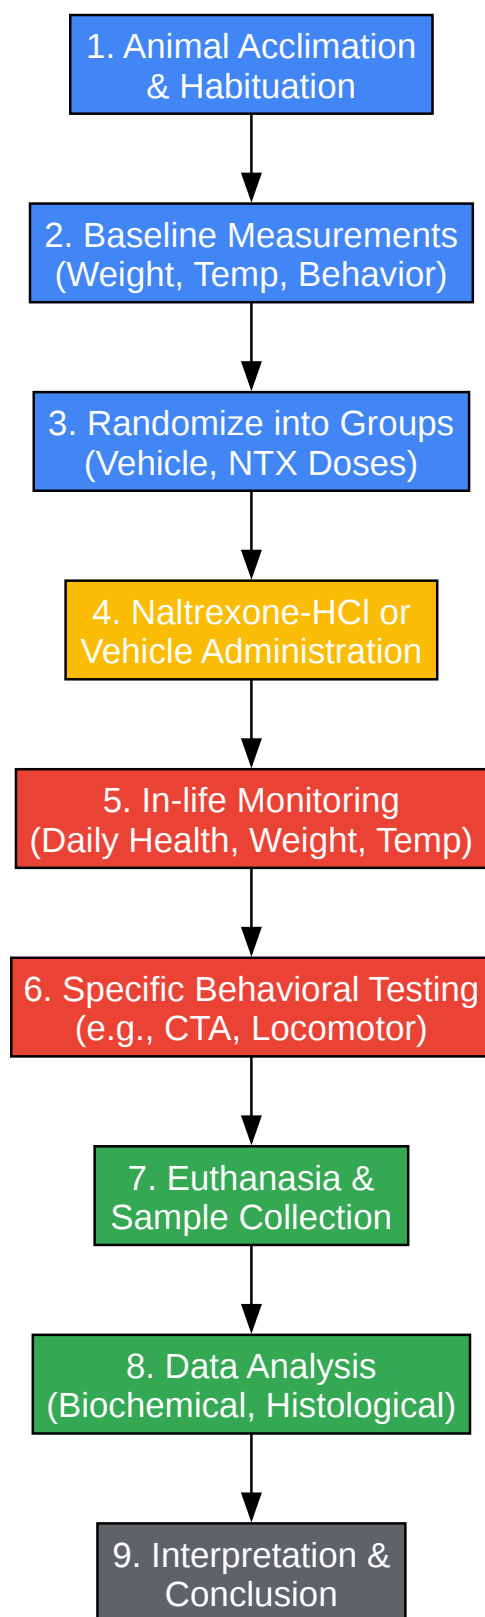 1. Animal Acclimation
& Habituation
2. Baseline Measurements
(Weight, Temp, Behavior)
3. Randomize into Groups
(Vehicle, NTX Doses)
4. Naltrexone-HCl or
Vehicle Administration
5. In-life Monitoring
(Daily Health, Weight, Temp)
6. Specific Behavioral Testing
(e.g., CTA, Locomotor)
7. Euthanasia &
Sample Collection
8. Data Analysis
(Biochemical, Histological)
9. Interpretation &
Conclusion